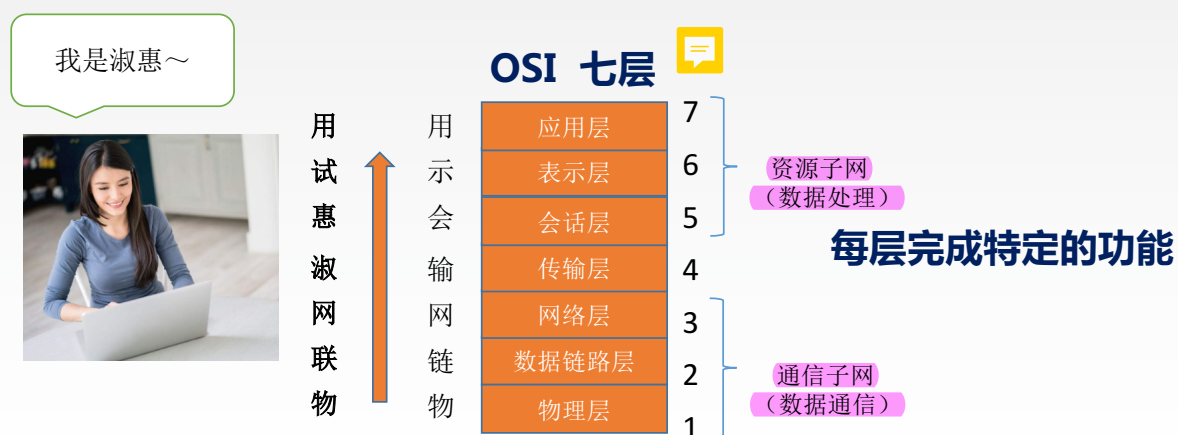 我是淑惠～
OSI 七层
用 用 应用层 7
试 示 表示层 6
惠 会 会话层 5
淑 输 传输层 4
网 网 网络层 3
联 链 数据链路层 2
物 物 物理层 1
资源子网
（数据处理）
每层完成特定的功能
通信子网
（数据通信）